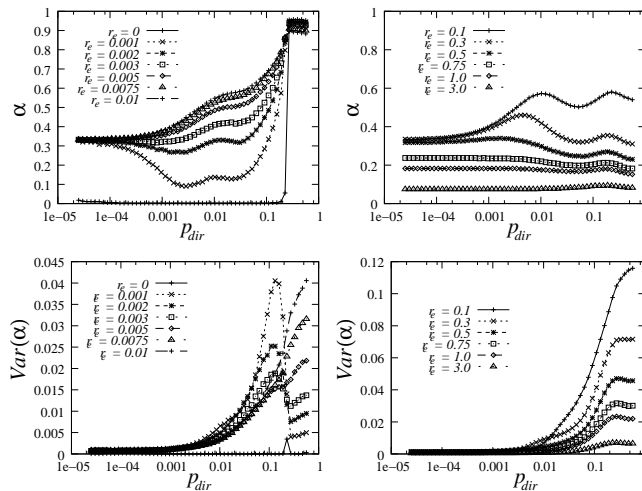 1
0.9
0.8
0.7
0.6
0.5
0.4
0.3
0.2
0.1
0
α
r_e = 0
r_e = 0.001
r_e = 0.002
r_e = 0.003
r_e = 0.005
r_e = 0.0075
r_e = 0.01
1e-05 1e-04 0.001 0.01 0.1 1
p_dir
1
0.8
0.6
0.4
0.2
0
α
r_e = 0.1
r_e = 0.3
r_e = 0.5
r_e = 0.75
r_e = 1.0
r_e = 3.0
1e-05 1e-04 0.001 0.01 0.1
p_dir
0.045
0.04
0.035
0.03
0.025
0.02
0.015
0.01
0.005
0
Var(α)
r_e = 0
r_e = 0.001
r_e = 0.002
r_e = 0.003
r_e = 0.005
r_e = 0.0075
r_e = 0.01
1e-05 1e-04 0.001 0.01 0.1 1
p_dir
0.12
0.1
0.08
0.06
0.04
0.02
0
Var(α)
r_e = 0.1
r_e = 0.3
r_e = 0.5
r_e = 0.75
r_e = 1.0
r_e = 3.0
1e-05 1e-04 0.001 0.01 0.1
p_dir